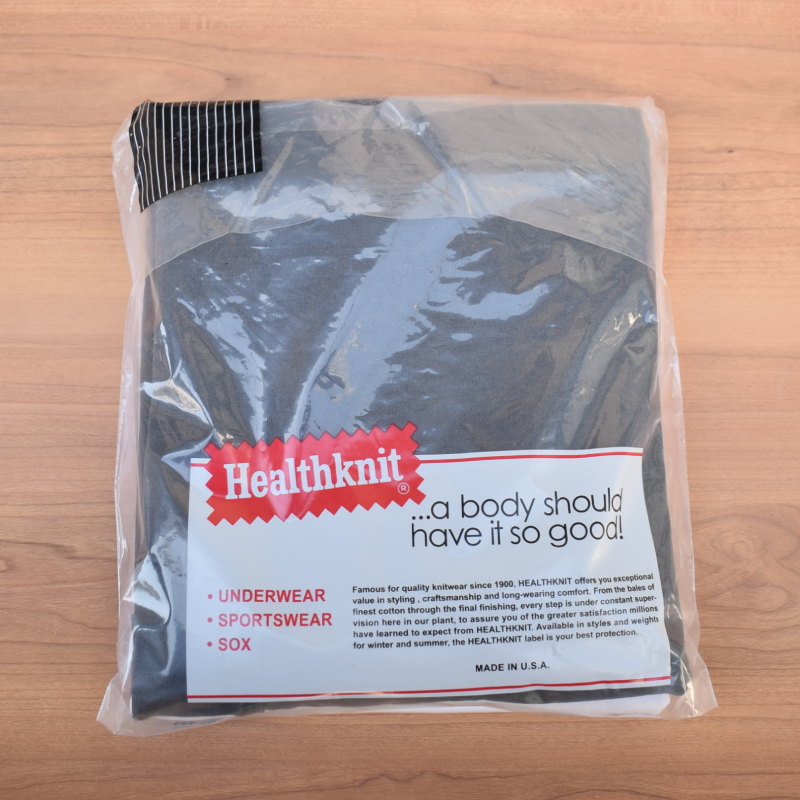 Healthknit®
...a body should
have it so good!
• UNDERWEAR
• SPORTSWEAR
• SOX
Famous for quality knitwear since 1900, HEALTHKNIT offers you exceptional
value in styling , craftsmanship and long-wearing comfort. From the bales of
finest cotton through the final finishing, every step is under constant super-
vision here in our plant, to assure you of the greater satisfaction millions
have learned to expect from HEALTHKNIT. Available in styles and weights
for winter and summer, the HEALTHKNIT label is your best protection.
MADE IN U.S.A.